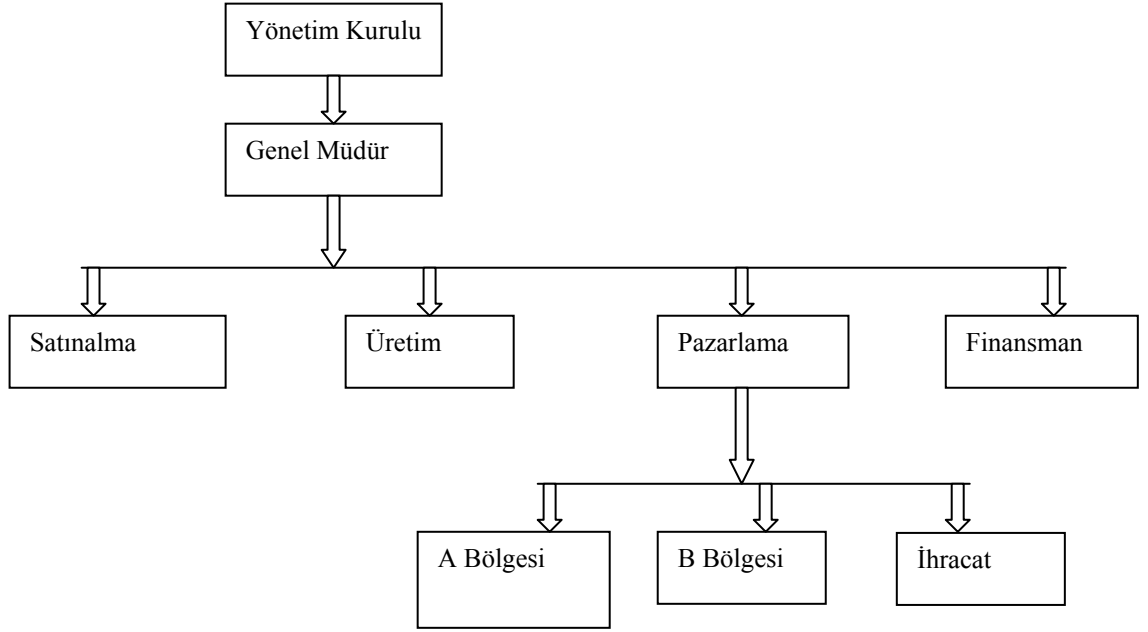 Yönetim Kurulu
Genel Müdür
Satınalma
Üretim
Pazarlama
Finansman
A Bölgesi
B Bölgesi
İhracat